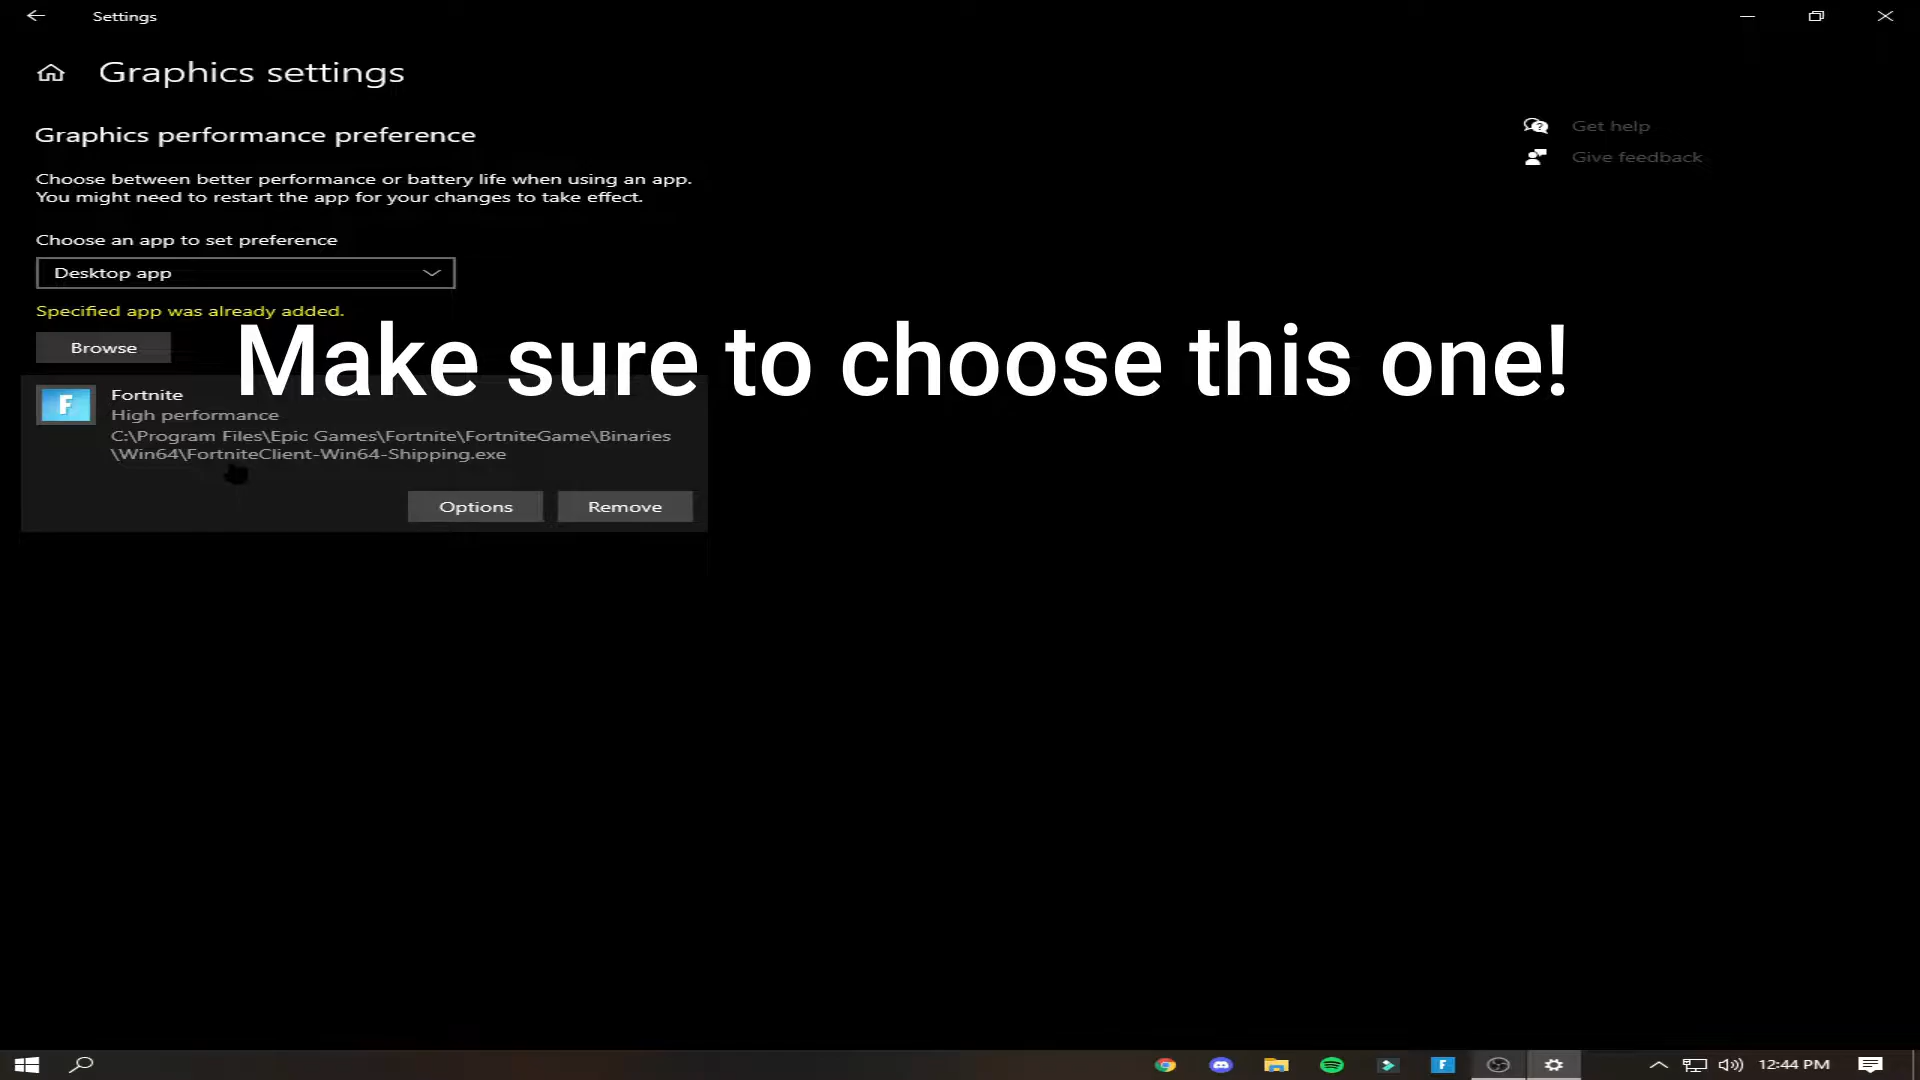 Settings
Graphics settings
Graphics performance preference
Get help
Give feedback
Choose between better performance or battery life when using an app.
You might need to restart the app for your changes to take effect.
Choose an app to set preference
Desktop app
Specified app was already added.
Browse
Make sure to choose this one!
F
Fortnite
High performance
C:\Program Files\Epic Games\Fortnite\FortniteGame\Binaries
\Win64\FortniteClient-Win64-Shipping.exe
Options
Remove
F
12:44 PM